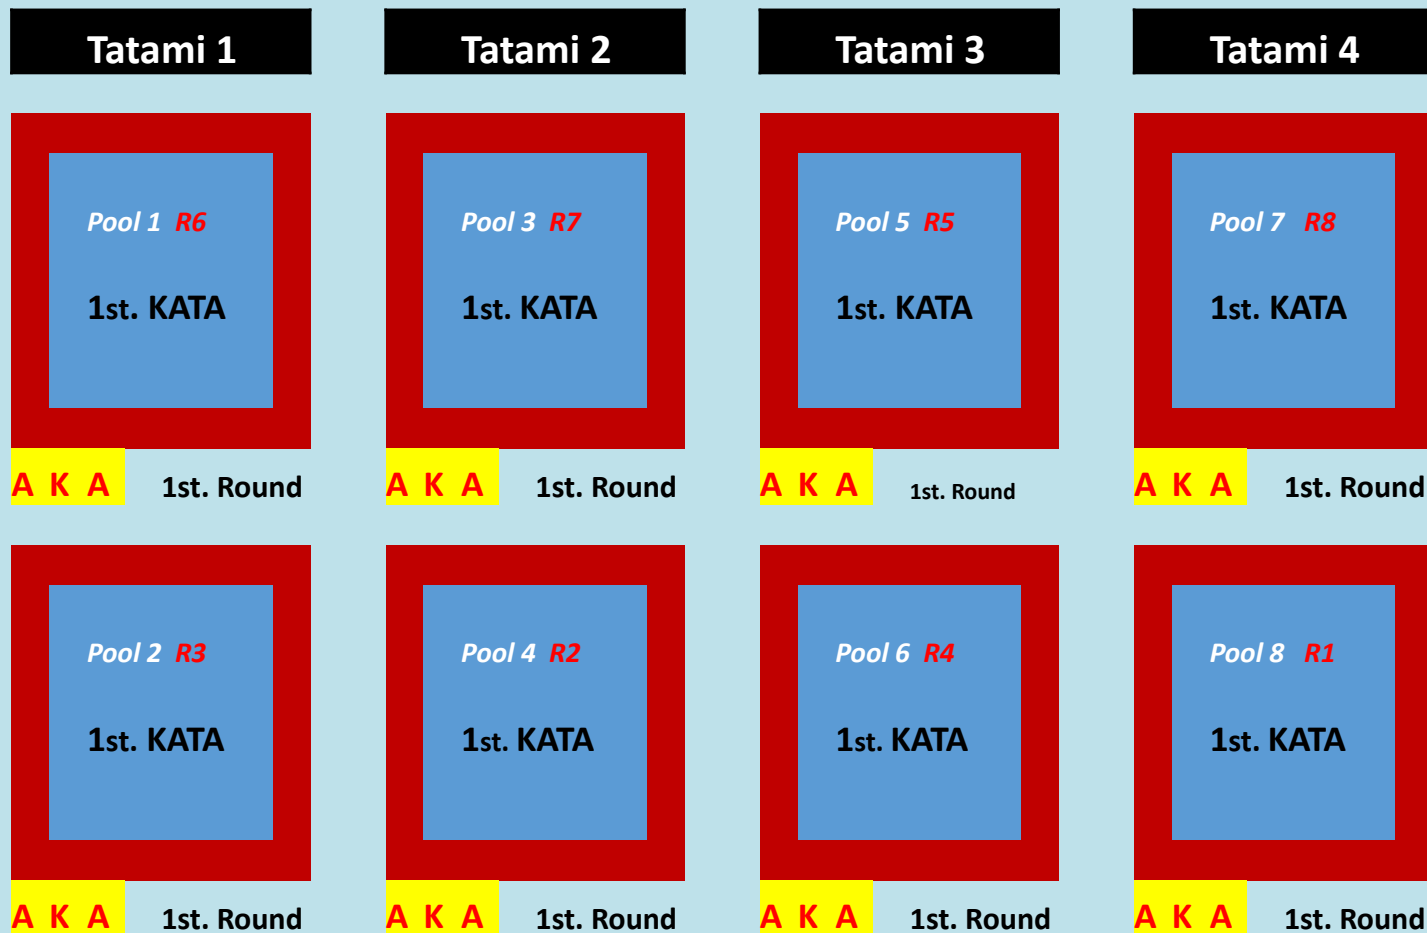 Tatami 1
Tatami 2
Tatami 3
Tatami 4
Pool 1 R6
Pool 3 R7
Pool 5 R5
Pool 7 R8
1st. KATA
1st. KATA
1st. KATA
1st. KATA
A K A 1st. Round
A K A 1st. Round
A K A 1st. Round
A K A 1st. Round
Pool 2 R3
Pool 4 R2
Pool 6 R4
Pool 8 R1
1st. KATA
1st. KATA
1st. KATA
1st. KATA
A K A 1st. Round
A K A 1st. Round
A K A 1st. Round
A K A 1st. Round